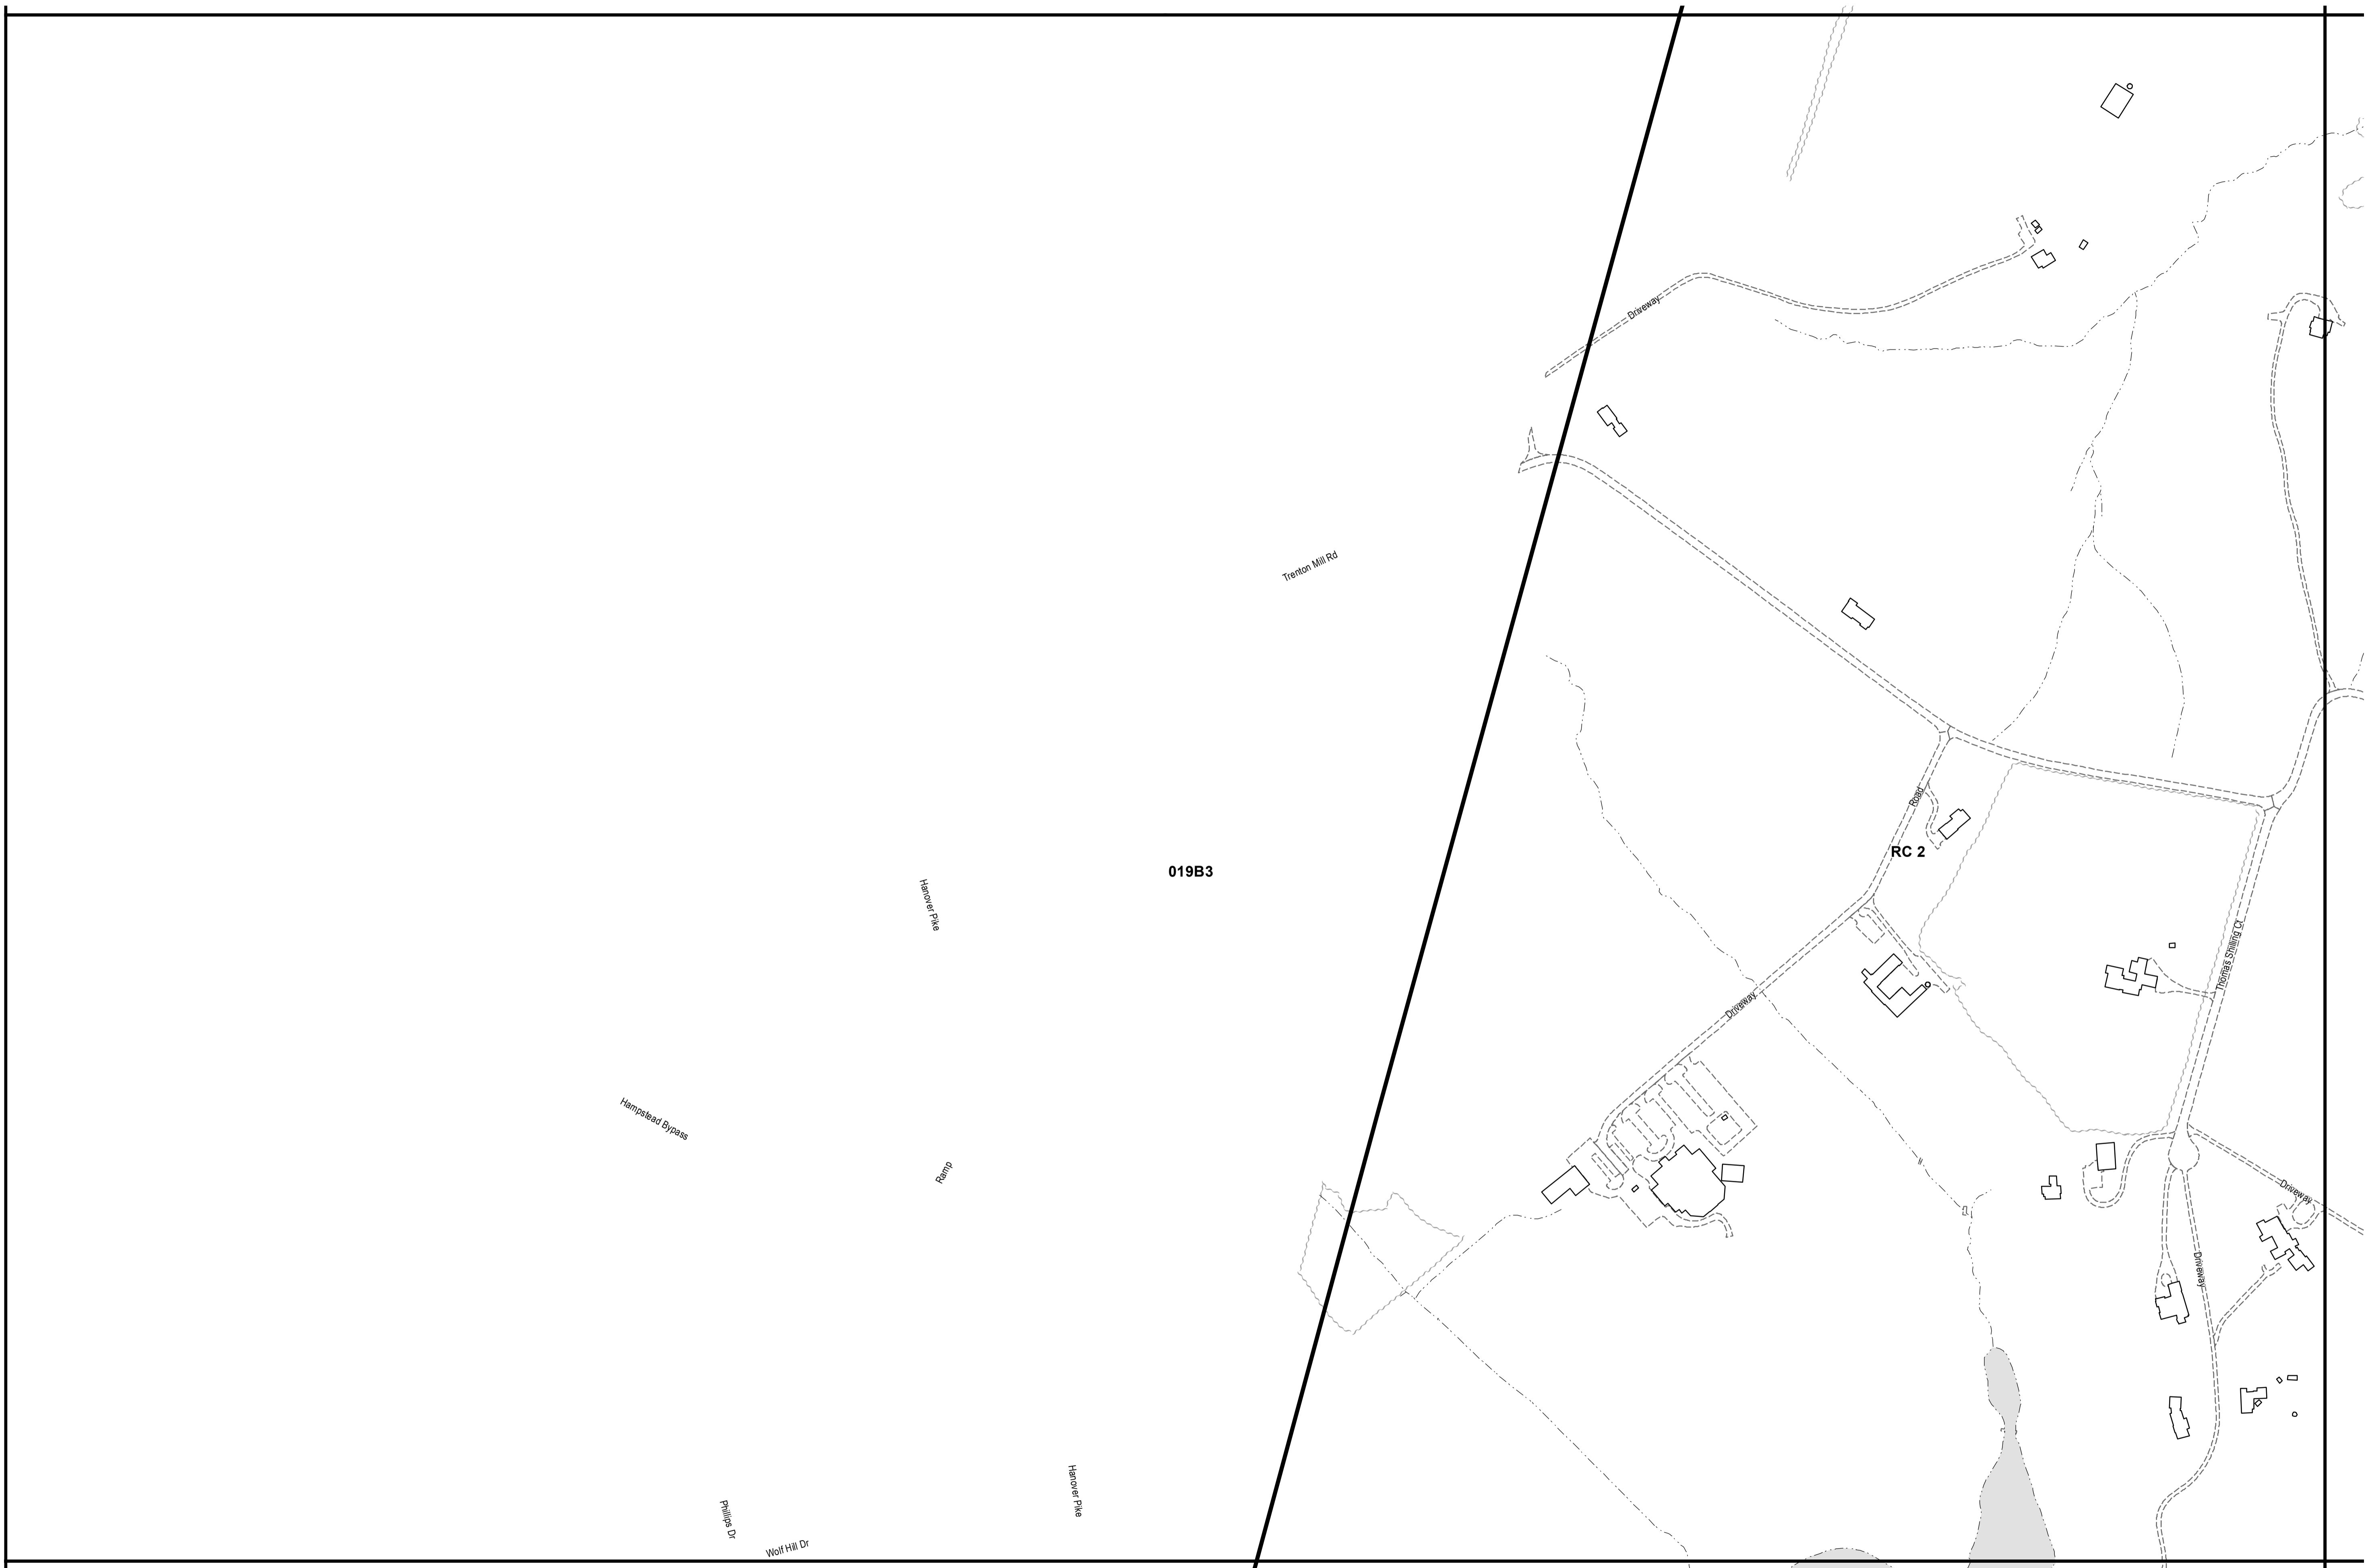 Driveway
Trenton Mill Rd
Road
RC 2
019B3
Hanover Pike
Thomas Shilling Ct
Driveway
Hampstead Bypass
Ramp
Driveway
Driveway
Hanover Pike
Phillips Dr
Wolf Hill Dr